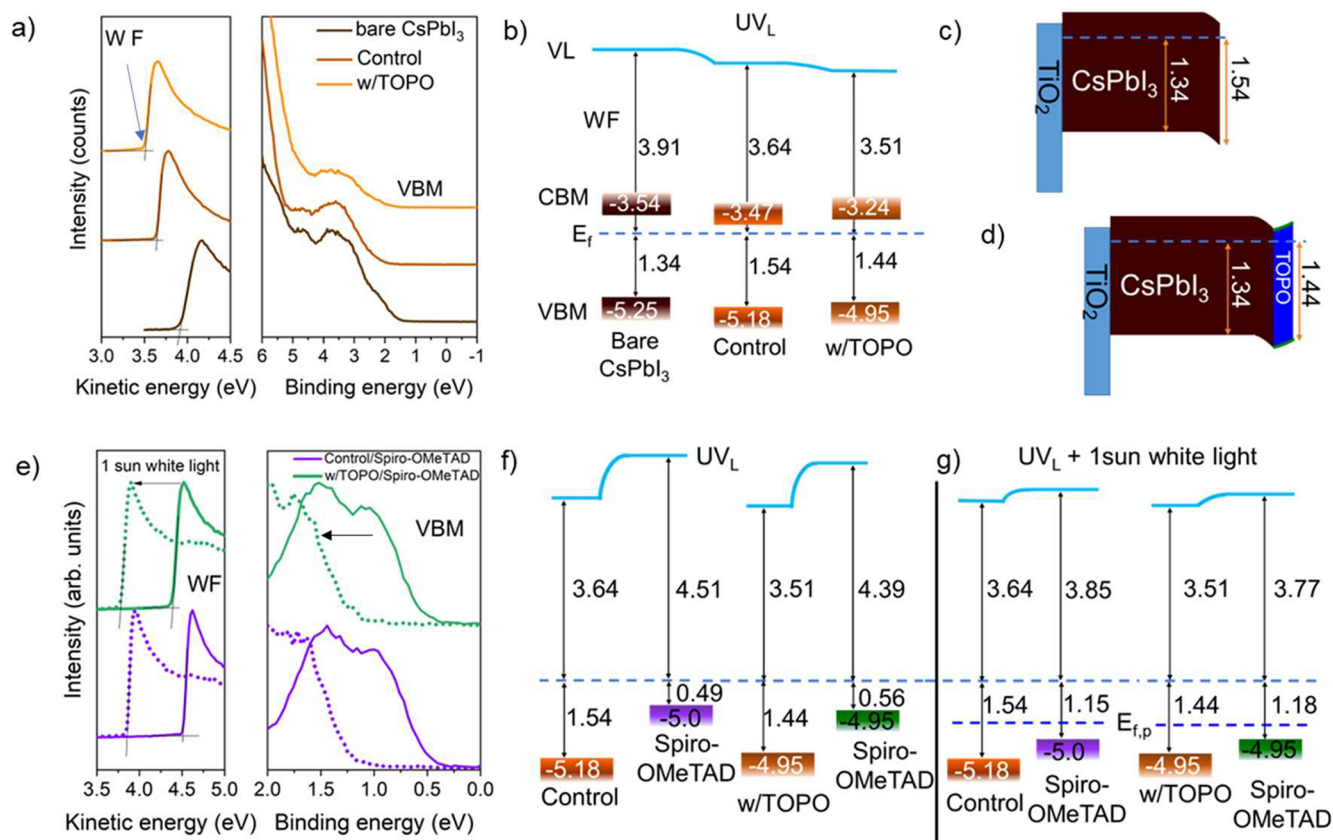 a)
WF
bare CsPbI₃
Control
w/TOPO
VBM
Intensity (counts)
3.0 3.5 4.0 4.5
6 5 4 3 2 1 0 -1
Kinetic energy (eV)
Binding energy (eV)
b)
UV_L
VL
WF
3.91
3.64
3.51
CBM
-3.54
-3.47
-3.24
E_f
1.34
1.54
1.44
VBM
-5.25
-5.18
-4.95
Bare
CsPbI₃
Control
w/TOPO
c)
TiO₂
CsPbI₃
1.34
1.54
d)
TiO₂
CsPbI₃
1.34
TOPO
1.44
e)
1 sun white light
WF
Control/Spiro-OMeTAD
w/TOPO/Spiro-OMeTAD
VBM
Intensity (arb. units)
3.5 4.0 4.5 5.0
2.0 1.5 1.0 0.5 0.0
Kinetic energy (eV)
Binding energy (eV)
f)
UV_L
3.64
4.51
3.51
4.39
1.54
0.49
1.44
0.56
-5.18
-5.0
-4.95
-4.95
Control
Spiro-
OMeTAD
w/TOPO
Spiro-
OMeTAD
g)
UV_L + 1sun white light
3.64
3.85
3.51
3.77
1.54
1.15
E_f,p
1.44
1.18
-5.18
-5.0
-4.95
-4.95
Control
Spiro-
OMeTAD
w/TOPO
Spiro-
OMeTAD